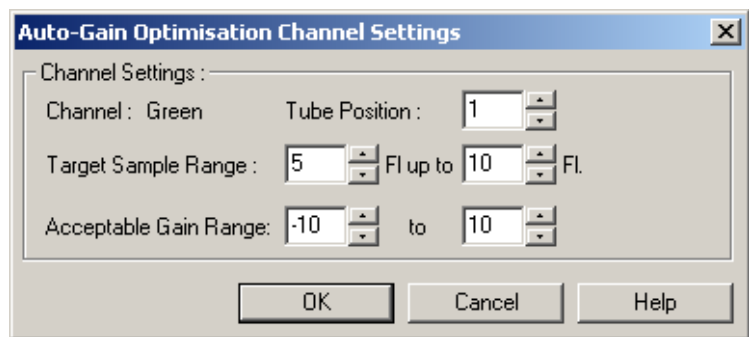 Auto-Gain Optimisation Channel Settings
Channel Settings :
Channel : Green Tube Position : 1
Target Sample Range : 5 Fl up to 10 Fl.
Acceptable Gain Range: -10 to 10
OK Cancel Help